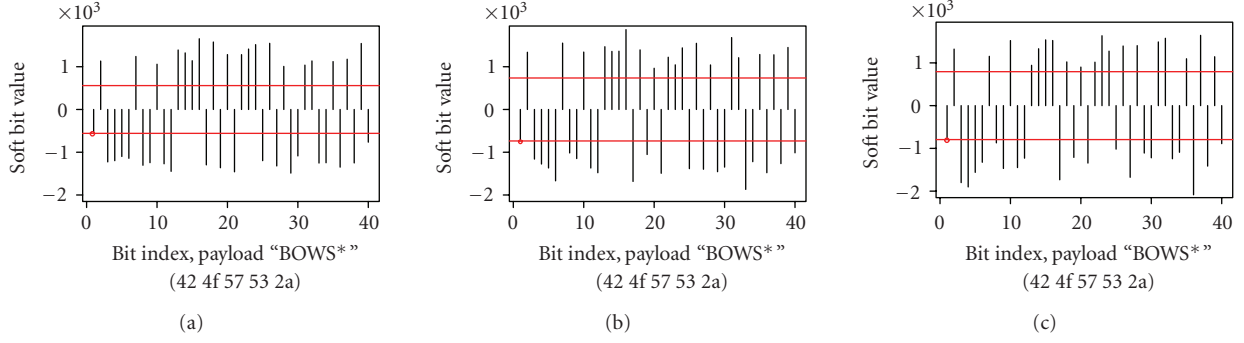 ×10³
Soft bit value
1
0
−1
−2
0
10
20
30
40
Bit index, payload “BOWS*”
(42 4f 57 53 2a)
(a)
×10³
Soft bit value
1
0
−1
−2
0
10
20
30
40
Bit index, payload “BOWS*”
(42 4f 57 53 2a)
(b)
×10³
Soft bit value
1
0
−1
−2
0
10
20
30
40
Bit index, payload “BOWS*”
(42 4f 57 53 2a)
(c)